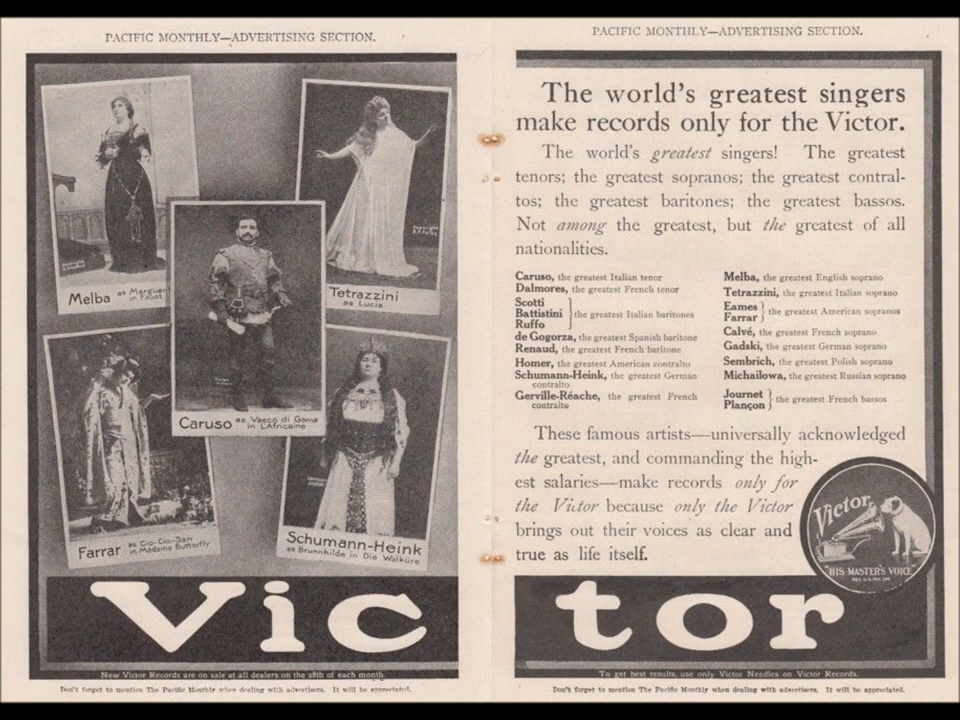 PACIFIC MONTHLY—ADVERTISING SECTION.
Melba as Marguer
in Faust
Tetrazzini
as Lucia
Caruso as Vasco di Gama
in L'Africaine
Farrar as Cio-Cio-San
in Madama Butterfly
Schumann-Heink
as Brunnhilde in Die Walküre
Vic
New Victor Records are on sale at all dealers on the 28th of each month.
Don't forget to mention The Pacific Monthly when dealing with advertisers. It will be appreciated.
PACIFIC MONTHLY—ADVERTISING SECTION.
The world's greatest singers
make records only for the Victor.
The world's greatest singers! The greatest
tenors; the greatest sopranos; the greatest contral-
tos; the greatest baritones; the greatest bassos.
Not among the greatest, but the greatest of all
nationalities.
Caruso, the greatest Italian tenor
Dalmores, the greatest French tenor
Scotti
Battistini the greatest Italian baritones
Ruffo
de Gogorza, the greatest Spanish baritone
Renaud, the greatest French baritone
Homer, the greatest American contralto
Schumann-Heink, the greatest German
contralto
Gerville-Réache, the greatest French
contralto
Melba, the greatest English soprano
Tetrazzini, the greatest Italian soprano
Eames
Farrar the greatest American sopranos
Calvé, the greatest French soprano
Gadski, the greatest German soprano
Sembrich, the greatest Polish soprano
Michailowa, the greatest Russian soprano
Journet
Plançon the greatest French bassos
These famous artists—universally acknowledged
the greatest, and commanding the high-
est salaries—make records only for
the Victor because only the Victor
brings out their voices as clear and
true as life itself.
Victor
"HIS MASTER'S VOICE"
REG. U.S. PAT. OFF.
tor
To get best results, use only Victor Needles on Victor Records.
Don't forget to mention The Pacific Monthly when dealing with advertisers. It will be appreciated.